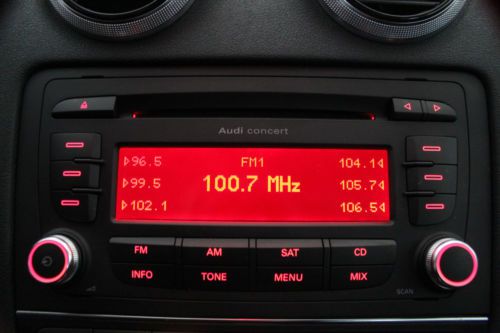 Audi concert
96.5 FM1 104.1
99.5 100.7 MHz 105.7
102.1 106.5
FM AM SAT CD
INFO TONE MENU MIX
SCAN